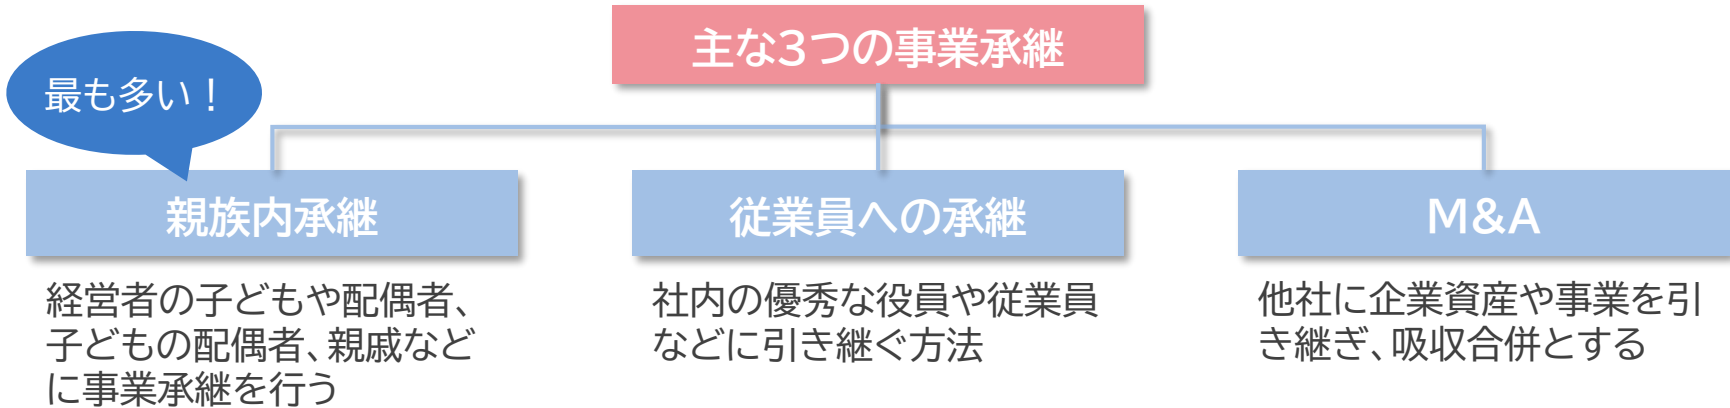 主な3つの事業承継
最も多い！
親族内承継
経営者の子どもや配偶者、
子どもの配偶者、親戚など
に事業承継を行う
従業員への承継
社内の優秀な役員や従業員
などに引き継ぐ方法
M&A
他社に企業資産や事業を引
き継ぎ、吸収合併とする